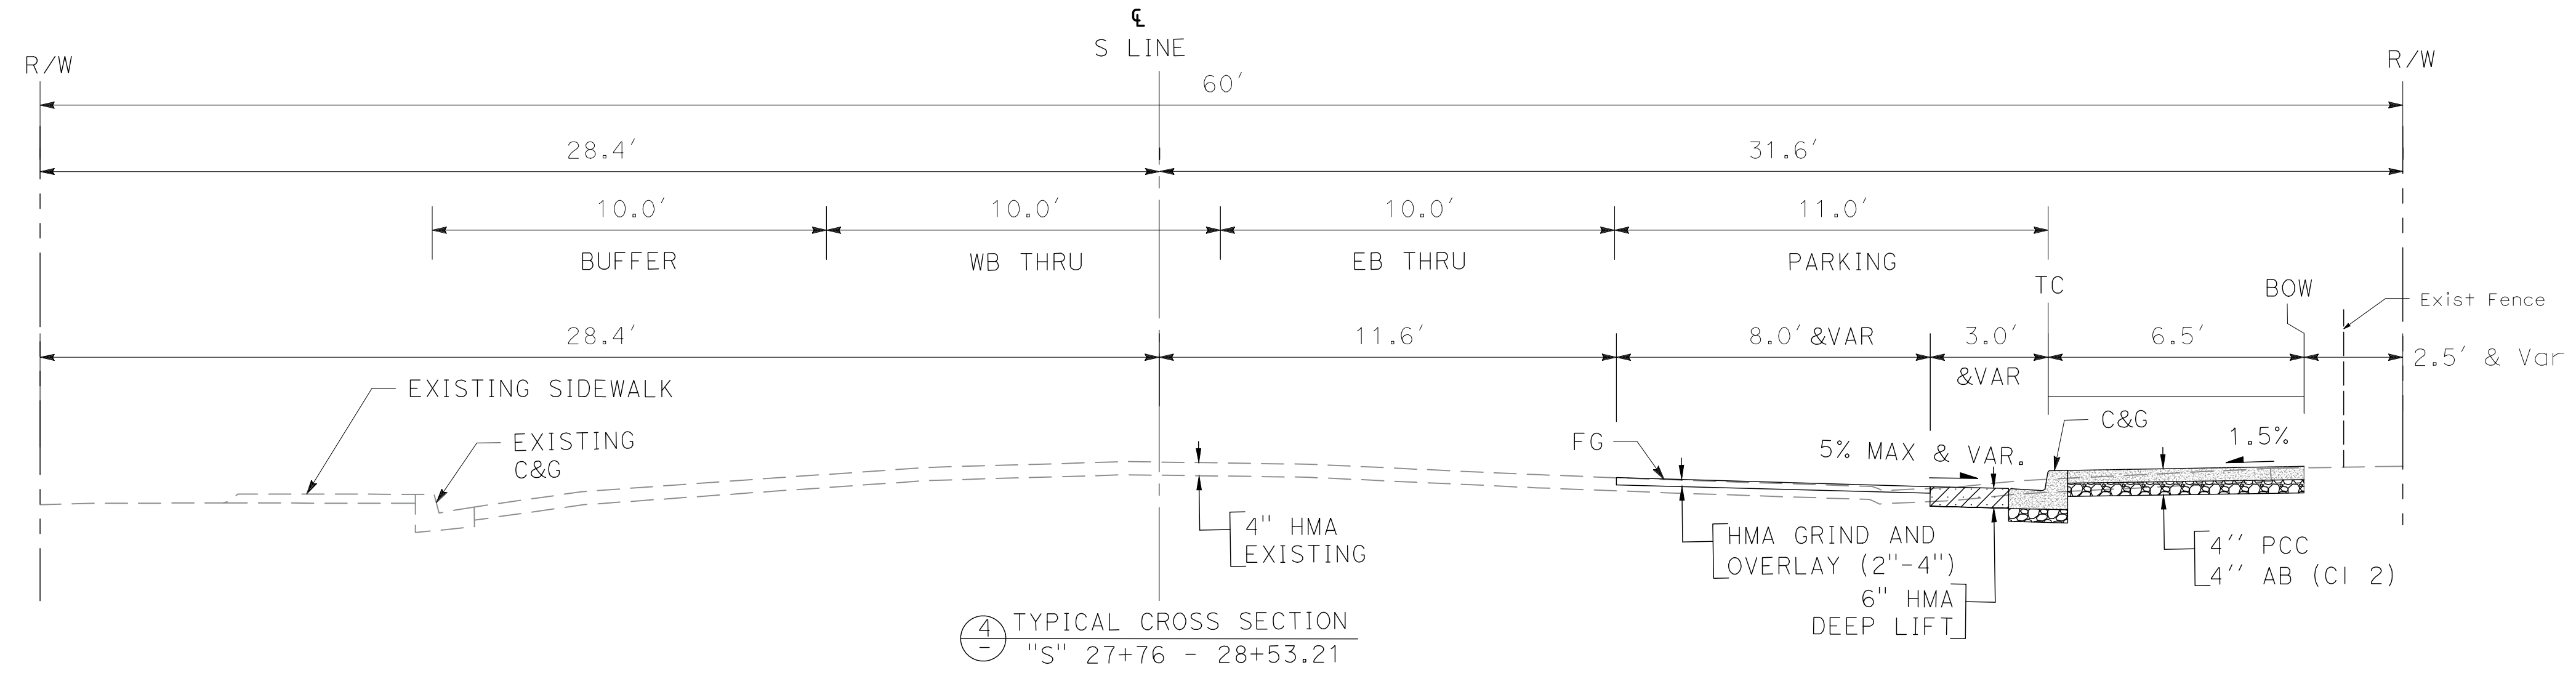 ℄
S LINE
R/W
R/W
60′
28.4′
31.6′
10.0′
10.0′
10.0′
11.0′
BUFFER
WB THRU
EB THRU
PARKING
TC
BOW
Exist Fence
28.4′
11.6′
8.0′ &VAR
3.0′
&VAR
6.5′
2.5′ & Var
EXISTING SIDEWALK
EXISTING
C&G
FG
5% MAX & VAR.
C&G
1.5%
4" HMA
EXISTING
HMA GRIND AND
OVERLAY (2"-4")
6" HMA
DEEP LIFT
4′′ PCC
4′′ AB (Cl 2)
4
-
TYPICAL CROSS SECTION
"S" 27+76 - 28+53.21